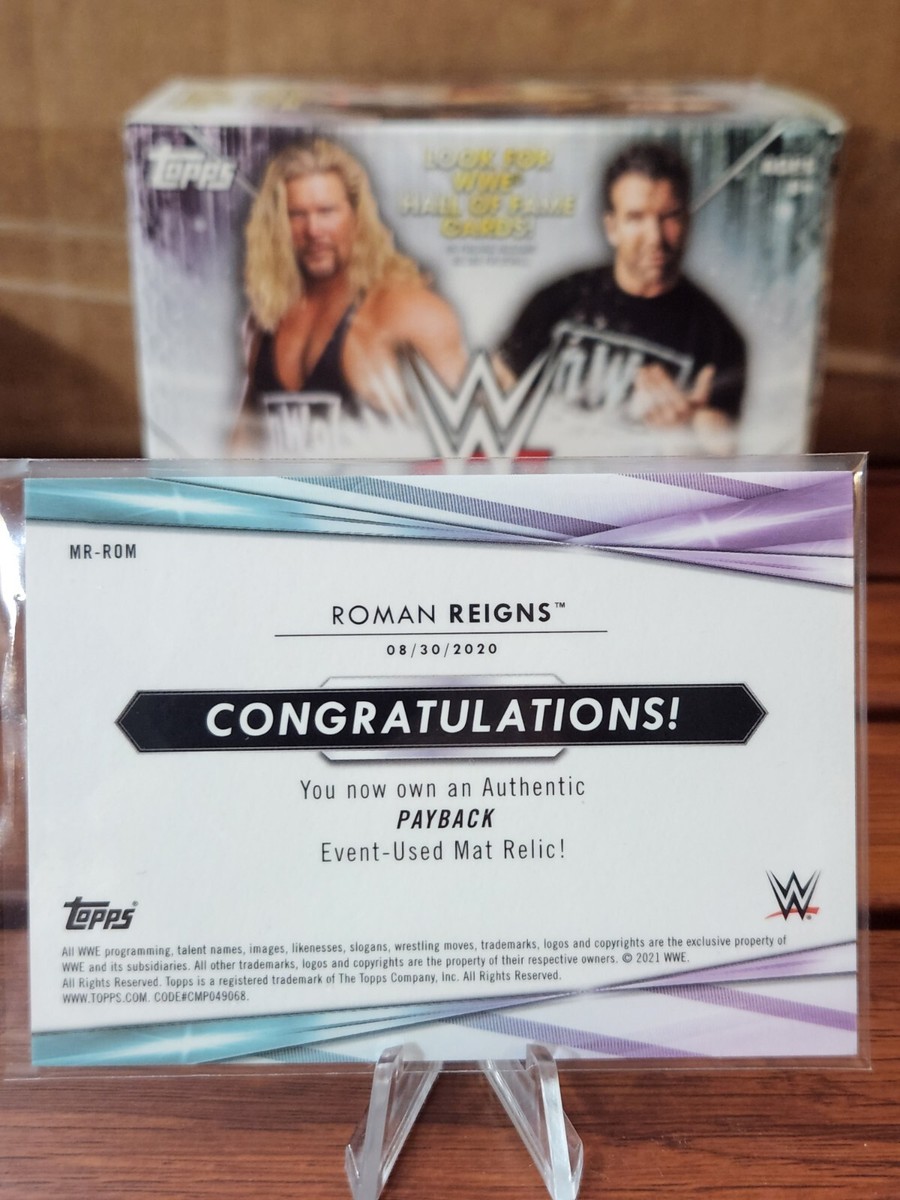 Topps
LOOK FOR
WWE
HALL OF FAME
CARDS!
AGES
nWo
nWo
W
MR-ROM
ROMAN REIGNS™
08/30/2020
CONGRATULATIONS!
You now own an Authentic
PAYBACK
Event-Used Mat Relic!
Topps®
W
All WWE programming, talent names, images, likenesses, slogans, wrestling moves, trademarks, logos and copyrights are the exclusive property of
WWE and its subsidiaries. All other trademarks, logos and copyrights are the property of their respective owners. © 2021 WWE.
All Rights Reserved. Topps is a registered trademark of The Topps Company, Inc. All Rights Reserved.
WWW.TOPPS.COM. CODE#CMP049068.